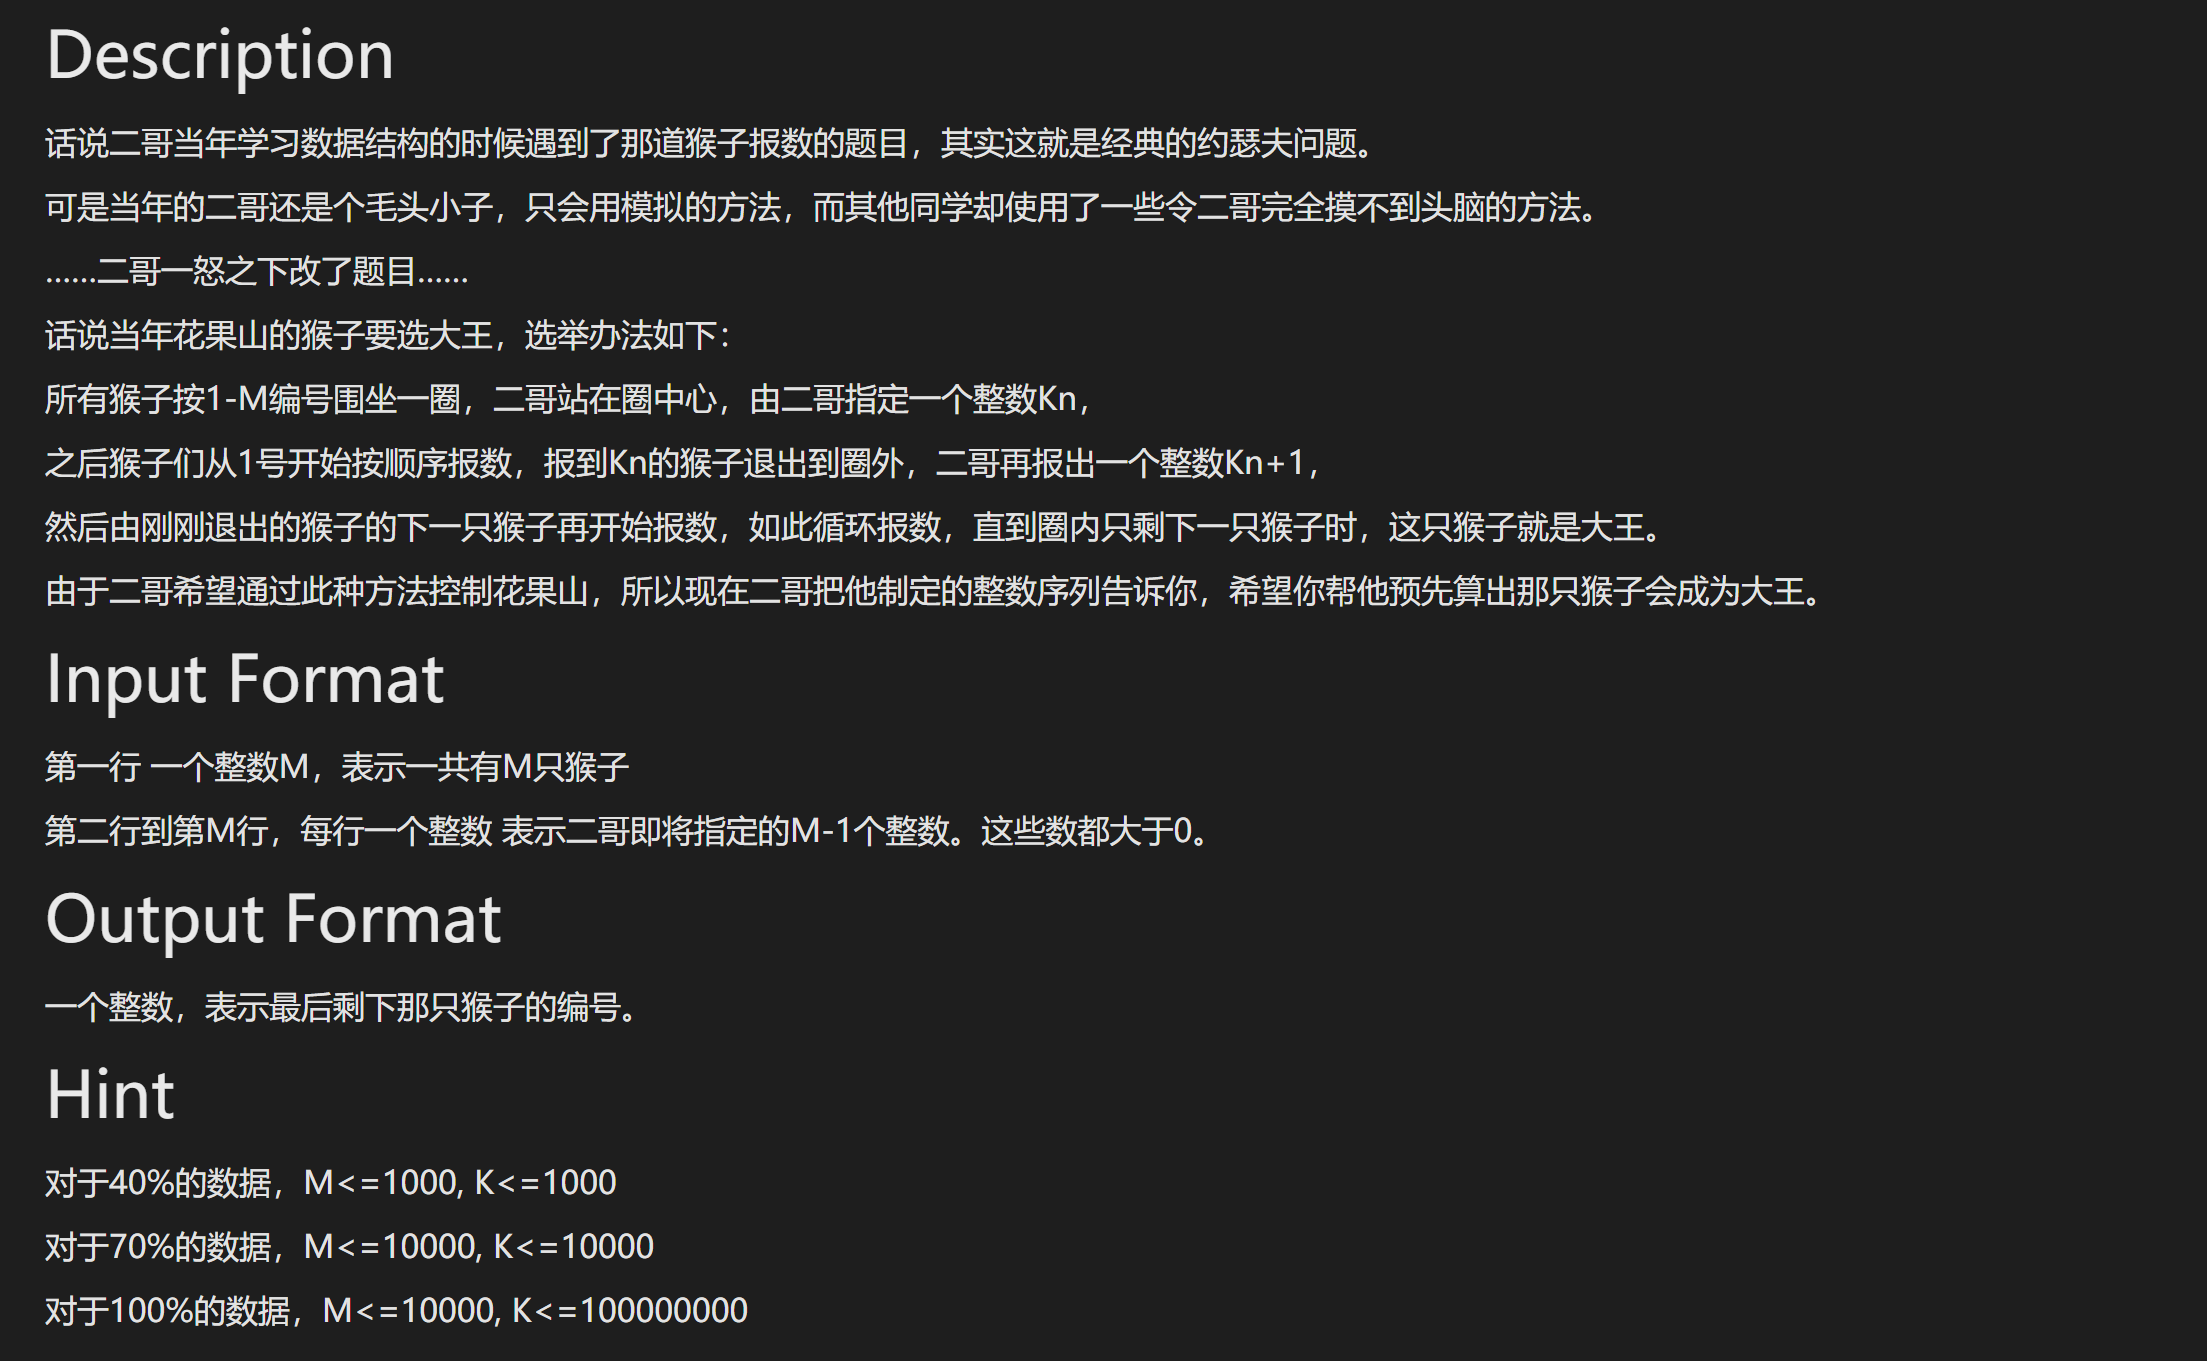 Description
话说二哥当年学习数据结构的时候遇到了那道猴子报数的题目，其实这就是经典的约瑟夫问题。
可是当年的二哥还是个毛头小子，只会用模拟的方法，而其他同学却使用了一些令二哥完全摸不到头脑的方法。
……二哥一怒之下改了题目……
话说当年花果山的猴子要选大王，选举办法如下：
所有猴子按1-M编号围坐一圈，二哥站在圈中心，由二哥指定一个整数Kn，
之后猴子们从1号开始按顺序报数，报到Kn的猴子退出到圈外，二哥再报出一个整数Kn+1，
然后由刚刚退出的猴子的下一只猴子再开始报数，如此循环报数，直到圈内只剩下一只猴子时，这只猴子就是大王。
由于二哥希望通过此种方法控制花果山，所以现在二哥把他制定的整数序列告诉你，希望你帮他预先算出那只猴子会成为大王。
Input Format
第一行 一个整数M，表示一共有M只猴子
第二行到第M行，每行一个整数 表示二哥即将指定的M-1个整数。这些数都大于0。
Output Format
一个整数，表示最后剩下那只猴子的编号。
Hint
对于40%的数据，M<=1000, K<=1000
对于70%的数据，M<=10000, K<=10000
对于100%的数据，M<=10000, K<=100000000